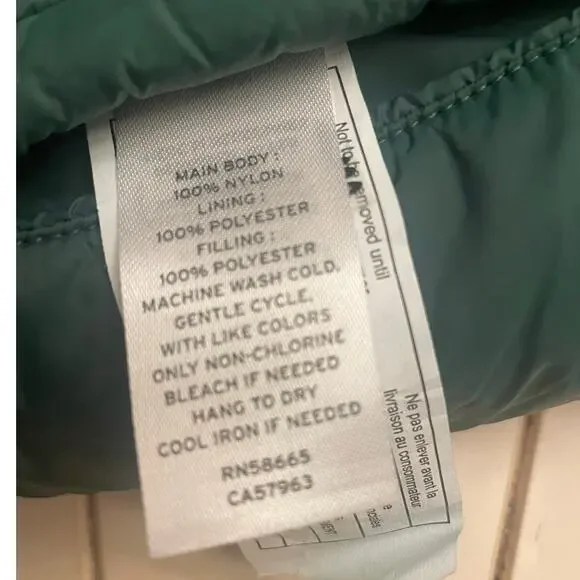 MAIN BODY :
100% NYLON
LINING :
100% POLYESTER
FILLING :
100% POLYESTER
MACHINE WASH COLD,
GENTLE CYCLE,
WITH LIKE COLORS
ONLY NON-CHLORINE
BLEACH IF NEEDED
HANG TO DRY
COOL IRON IF NEEDED
RN58665
CA57963
Not to be removed until
Ne pas enlever avant la
livraison au consommateur